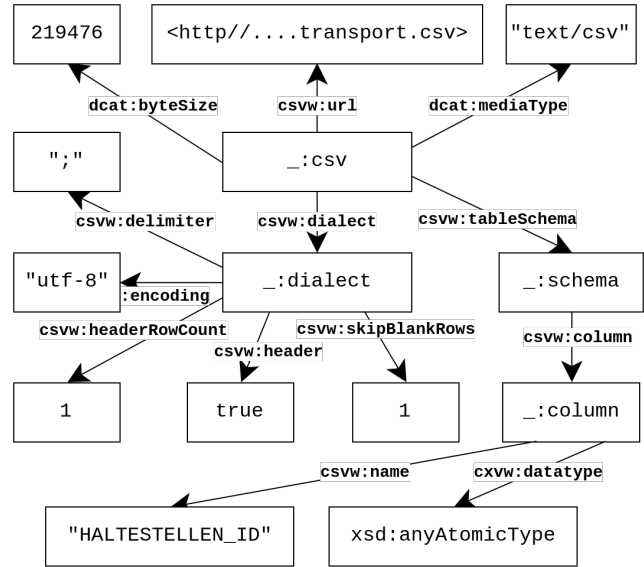 219476
<http//....transport.csv>
"text/csv"
dcat:byteSize
csvw:url
dcat:mediaType
";"
_:csv
csvw:delimiter
csvw:dialect
csvw:tableSchema
"utf-8"
:encoding
_:dialect
_:schema
csvw:headerRowCount
csvw:header
csvw:skipBlankRows
csvw:column
1
true
1
_:column
csvw:name
cxvw:datatype
"HALTESTELLEN_ID"
xsd:anyAtomicType